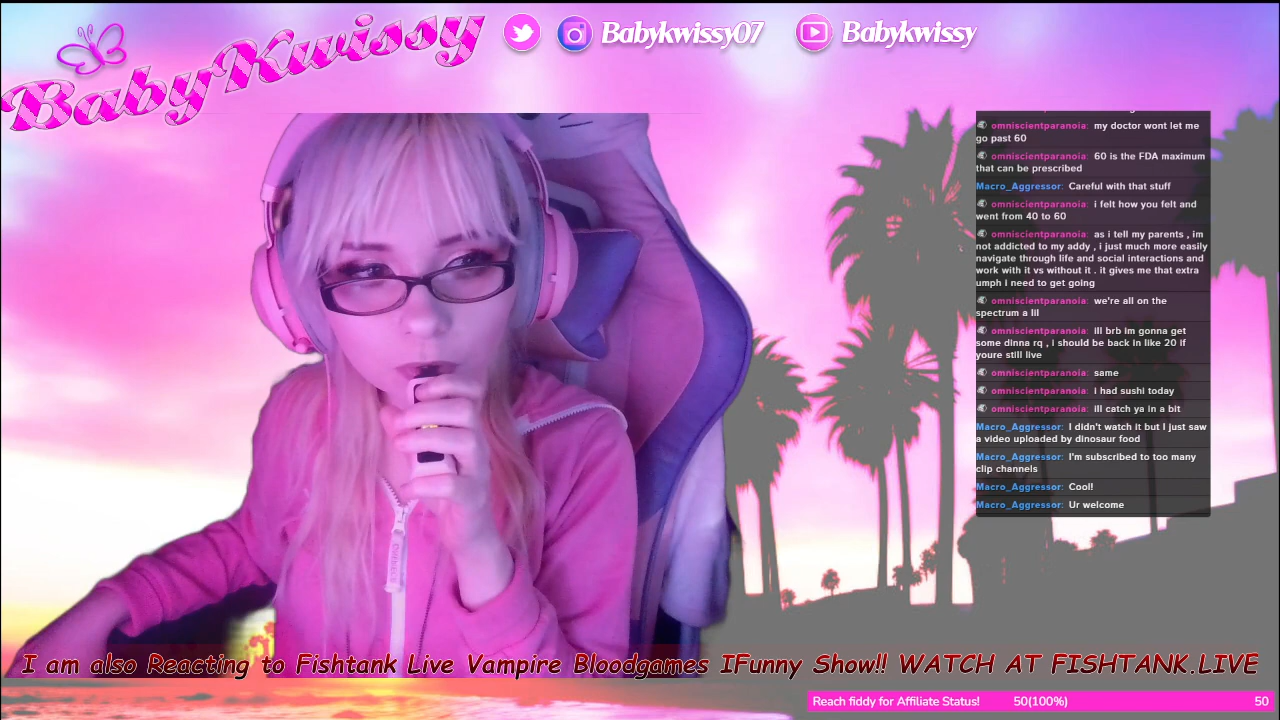 BabyKwissy
Babykwissy07
Babykwissy
omniscientparanoia: my doctor wont let me
go past 60
omniscientparanoia: 60 is the FDA maximum
that can be prescribed
Macro_Aggressor: Careful with that stuff
omniscientparanoia: i felt how you felt and
went from 40 to 60
omniscientparanoia: as i tell my parents , im
not addicted to my addy , i just much more easily
navigate through life and social interactions and
work with it vs without it . it gives me that extra
umph i need to get going
omniscientparanoia: we're all on the
spectrum a lil
omniscientparanoia: ill brb im gonna get
some dinna rq , i should be back in like 20 if
youre still live
omniscientparanoia: same
omniscientparanoia: i had sushi today
omniscientparanoia: ill catch ya in a bit
Macro_Aggressor: I didn't watch it but I just saw
a video uploaded by dinosaur food
Macro_Aggressor: I'm subscribed to too many
clip channels
Macro_Aggressor: Cool!
Macro_Aggressor: Ur welcome
I am also Reacting to Fishtank Live Vampire Bloodgames IFunny Show!! WATCH AT FISHTANK.LIVE
Reach fiddy for Affiliate Status! 50(100%) 50